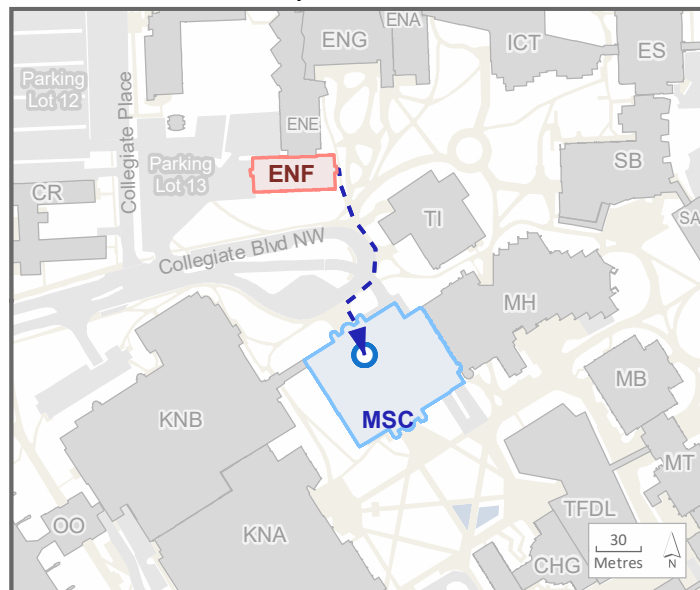 ENA
ENG
ICT
ES
Parking
Lot 12
Collegiate Place
ENE
Parking
Lot 13
ENF
SB
CR
TI
SA
Collegiate Blvd NW
MH
MB
KNB
MSC
MT
OO
KNA
TFDL
CHG
30
Metres
N